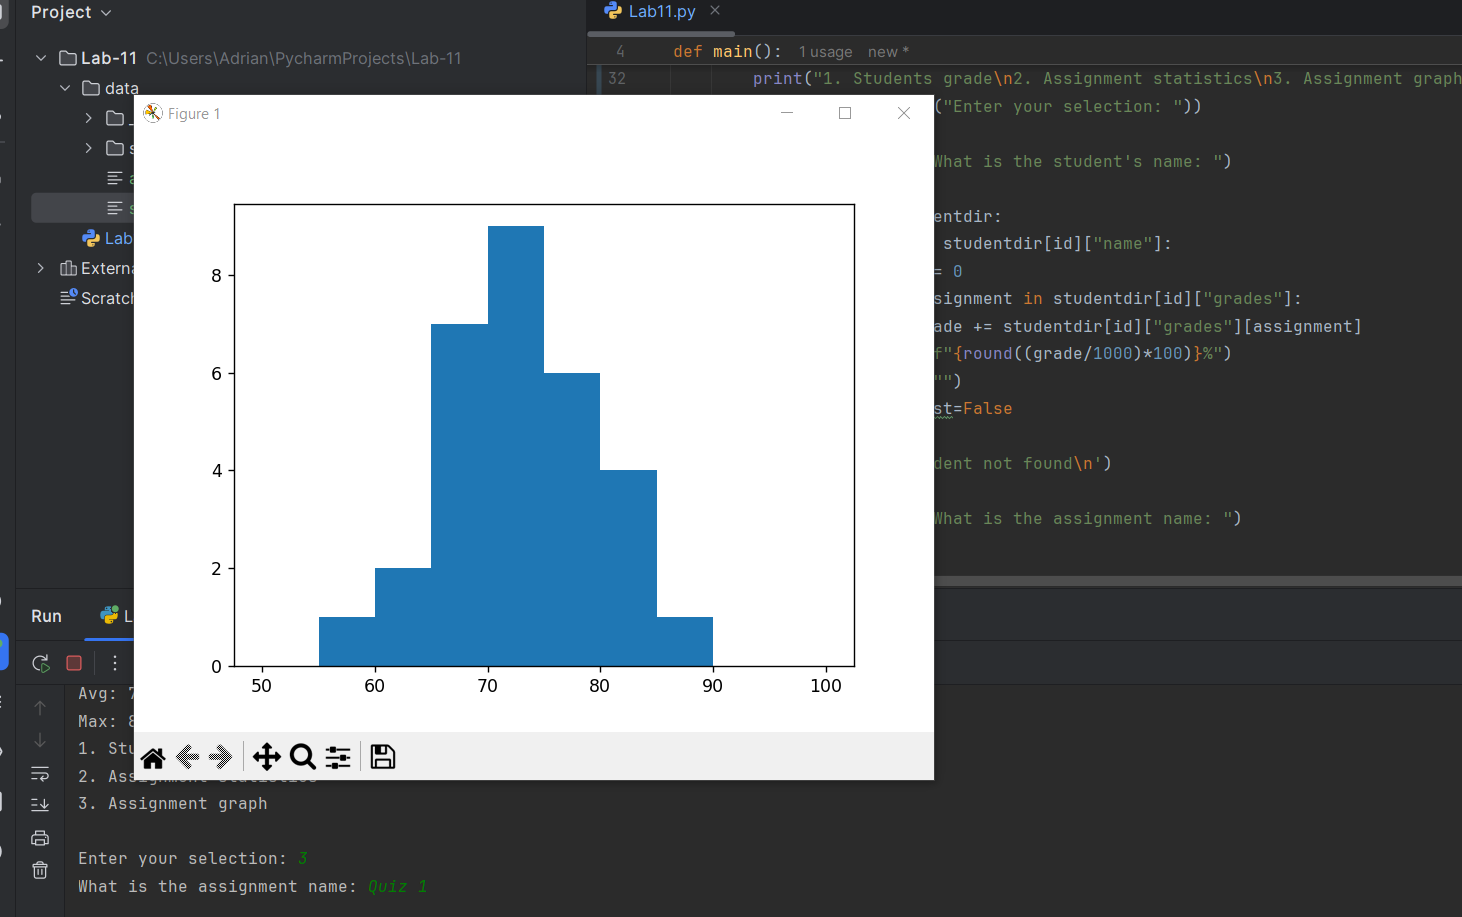 Project
Lab11.py
4 def main(): 1 usage new *
Lab-11 C:\Users\Adrian\PycharmProjects\Lab-11
32 print("1. Students grade\n2. Assignment statistics\n3. Assignment graph
data
("Enter your selection: "))
Figure 1
What is the student's name: ")
entdir:
studentdir[id]["name"]:
Lab
= 0
Externa
signment in studentdir[id]["grades"]:
Scratch
ade += studentdir[id]["grades"][assignment]
f"{round((grade/1000)*100)}%")
"")
st=False
dent not found\n')
What is the assignment name: ")
8
6
4
2
0
50 60 70 80 90 100
Run
Avg: 7
Max: 8
1. Stu
2. Assignment statistics
3. Assignment graph
Enter your selection: 3
What is the assignment name: Quiz 1